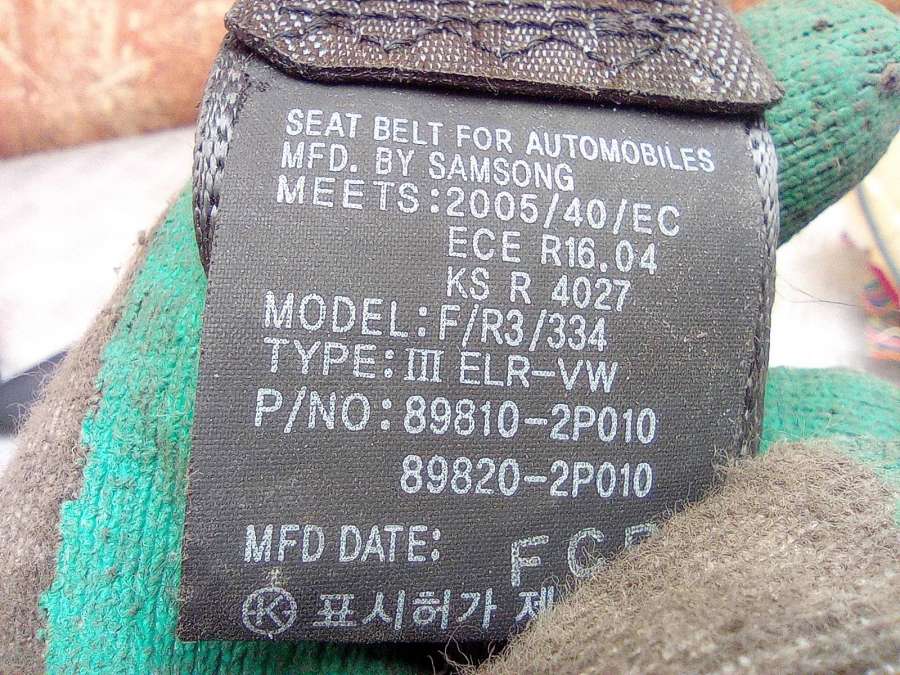 SEAT BELT FOR AUTOMOBILES
MFD. BY SAMSONG
MEETS:2005/40/EC
ECE R16.04
KS R 4027
MODEL:F/R3/334
TYPE:III ELR-VW
P/NO:89810-2P010
89820-2P010
MFD DATE:
K 표시허가 제